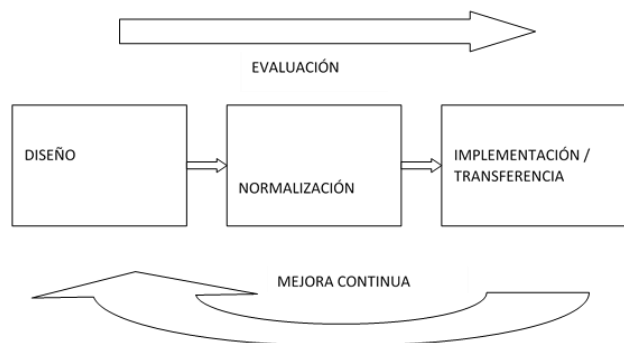 EVALUACIÓN
DISEÑO
NORMALIZACIÓN
IMPLEMENTACIÓN /
TRANSFERENCIA
MEJORA CONTINUA